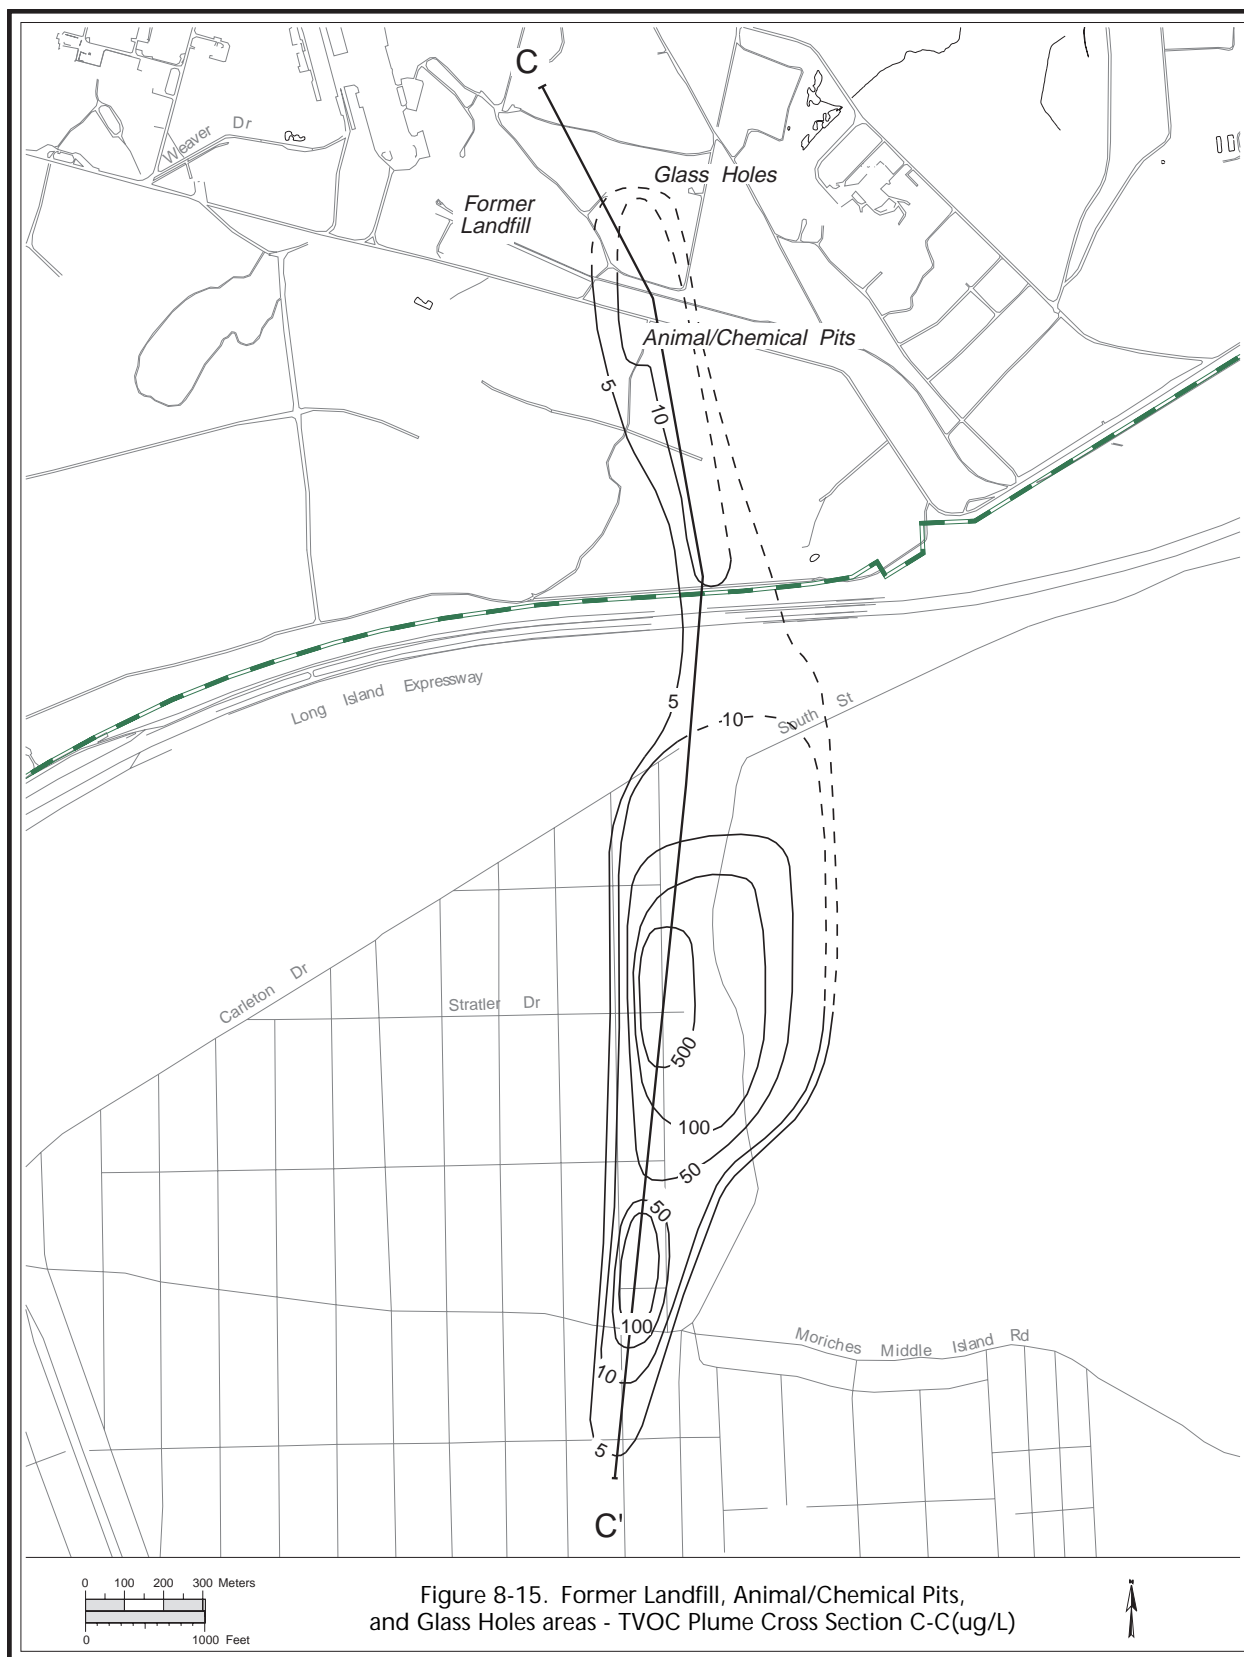 C
Weaver Dr
Glass Holes
Former
Landfill
Animal/Chemical Pits
5
10
Long Island Expressway
5
10
South St
Carleton Dr
Stratler Dr
500
100
50
50
100
Moriches Middle Island Rd
10
5
C'
0 100 200 300 Meters
0 1000 Feet
Figure 8-15. Former Landfill, Animal/Chemical Pits,
and Glass Holes areas - TVOC Plume Cross Section C-C(ug/L)
N